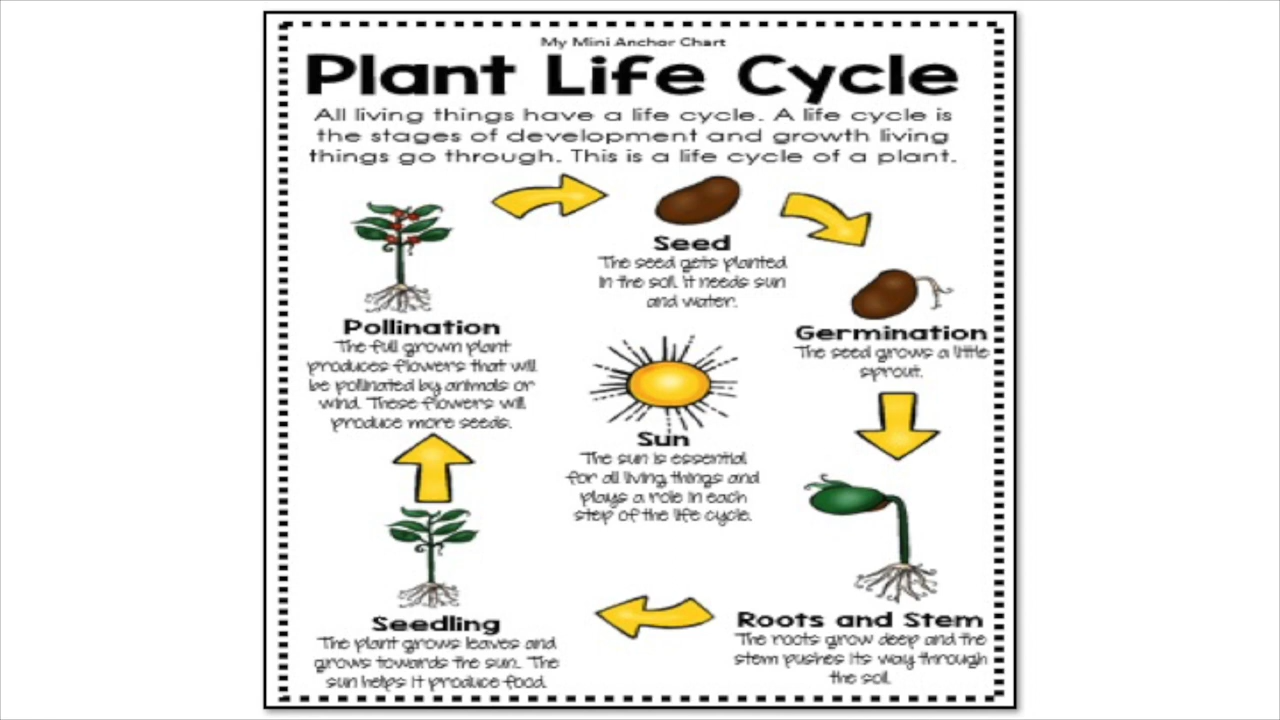 My Mini Anchor Chart
Plant Life Cycle
All living things have a life cycle. A life cycle is
the stages of development and growth living
things go through. This is a life cycle of a plant.
Seed
The seed gets planted
in the soil. It needs sun
and water.
Germination
The seed grows a little
sprout.
Roots and Stem
The roots grow deep and the
stem pushes its way through
the soil.
Seedling
The plant grows leaves and
grows towards the sun. The
sun helps it produce food.
Pollination
The full grown plant
produces flowers that will
be pollinated by animals or
wind. These flowers will
produce more seeds.
Sun
The sun is essential
for all living things and
plays a role in each
step of the life cycle.